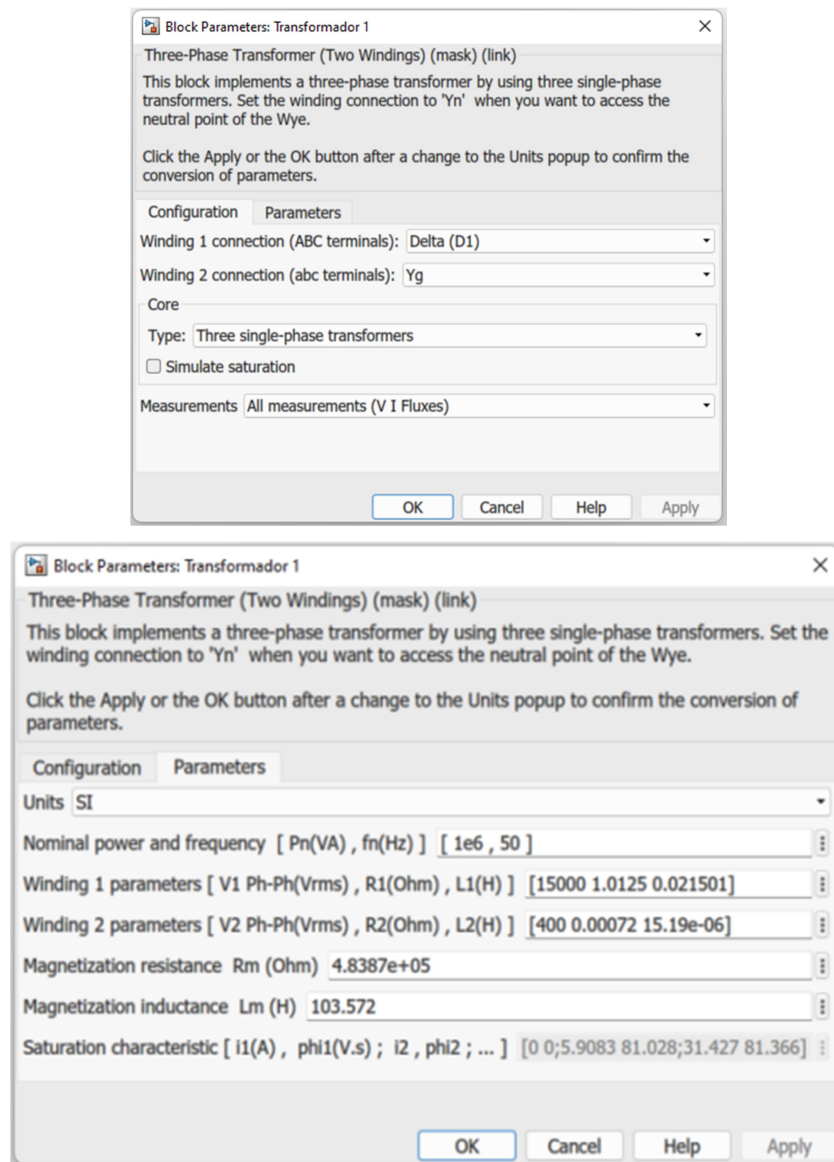 Block Parameters: Transformador 1
Three-Phase Transformer (Two Windings) (mask) (link)
This block implements a three-phase transformer by using three single-phase
transformers. Set the winding connection to 'Yn' when you want to access the
neutral point of the Wye.
Click the Apply or the OK button after a change to the Units popup to confirm the
conversion of parameters.
Configuration Parameters
Winding 1 connection (ABC terminals): Delta (D1)
Winding 2 connection (abc terminals): Yg
Core
Type: Three single-phase transformers
Simulate saturation
Measurements All measurements (V I Fluxes)
OK Cancel Help Apply
Block Parameters: Transformador 1
Three-Phase Transformer (Two Windings) (mask) (link)
This block implements a three-phase transformer by using three single-phase transformers. Set the
winding connection to 'Yn' when you want to access the neutral point of the Wye.
Click the Apply or the OK button after a change to the Units popup to confirm the conversion of
parameters.
Configuration Parameters
Units SI
Nominal power and frequency [ Pn(VA) , fn(Hz) ] [ 1e6 , 50 ]
Winding 1 parameters [ V1 Ph-Ph(Vrms) , R1(Ohm) , L1(H) ] [15000 1.0125 0.021501]
Winding 2 parameters [ V2 Ph-Ph(Vrms) , R2(Ohm) , L2(H) ] [400 0.00072 15.19e-06]
Magnetization resistance Rm (Ohm) 4.8387e+05
Magnetization inductance Lm (H) 103.572
Saturation characteristic [ i1(A) , phi1(V.s) ; i2 , phi2 ; ... ] [0 0;5.9083 81.028;31.427 81.366]
OK Cancel Help Apply